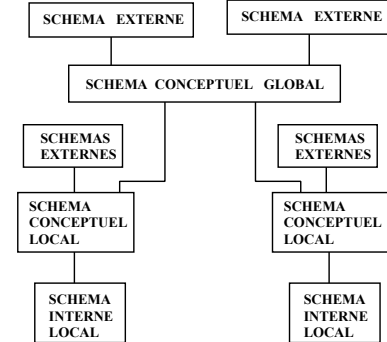 SCHEMA EXTERNE
SCHEMA EXTERNE
SCHEMA CONCEPTUEL GLOBAL
SCHEMAS
EXTERNES
SCHEMAS
EXTERNES
SCHEMA
CONCEPTUEL
LOCAL
SCHEMA
CONCEPTUEL
LOCAL
SCHEMA
INTERNE
LOCAL
SCHEMA
INTERNE
LOCAL